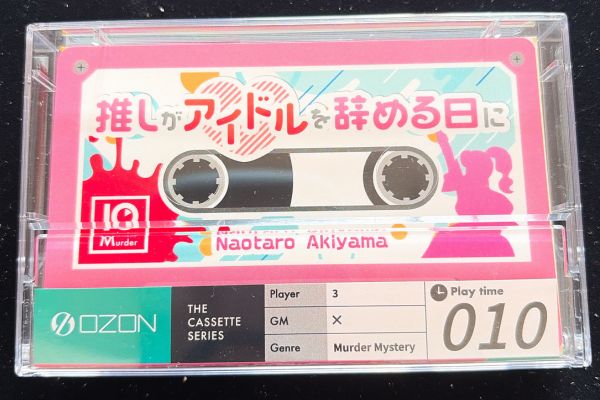 推しがアイドルを辞める日に
10
Murder
Naotaro Akiyama
OZON
THE
CASSETTE
SERIES
Player 3
GM ×
Genre Murder Mystery
Play time
010